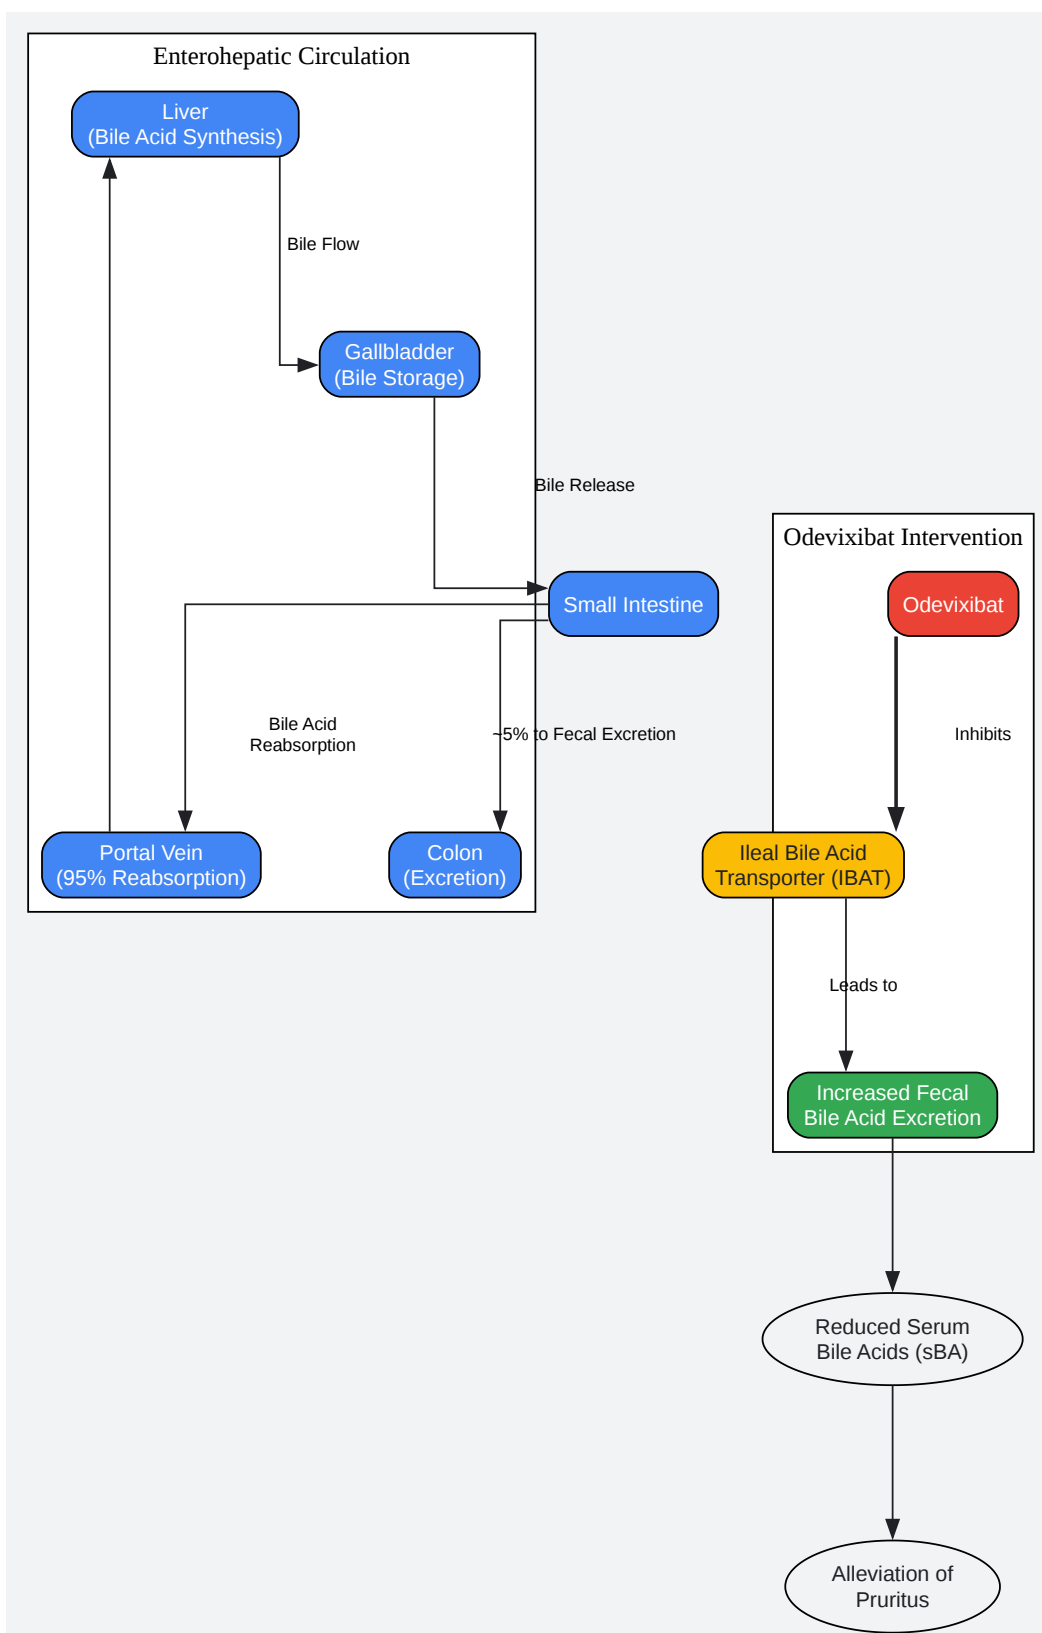 Enterohepatic Circulation
Liver
(Bile Acid Synthesis)
Bile Flow
Gallbladder
(Bile Storage)
Bile Release
Small Intestine
Bile Acid
Reabsorption
~5% to Fecal Excretion
Portal Vein
(95% Reabsorption)
Colon
(Excretion)
Odevixibat Intervention
Odevixibat
Inhibits
Ileal Bile Acid
Transporter (IBAT)
Leads to
Increased Fecal
Bile Acid Excretion
Reduced Serum
Bile Acids (sBA)
Alleviation of
Pruritus